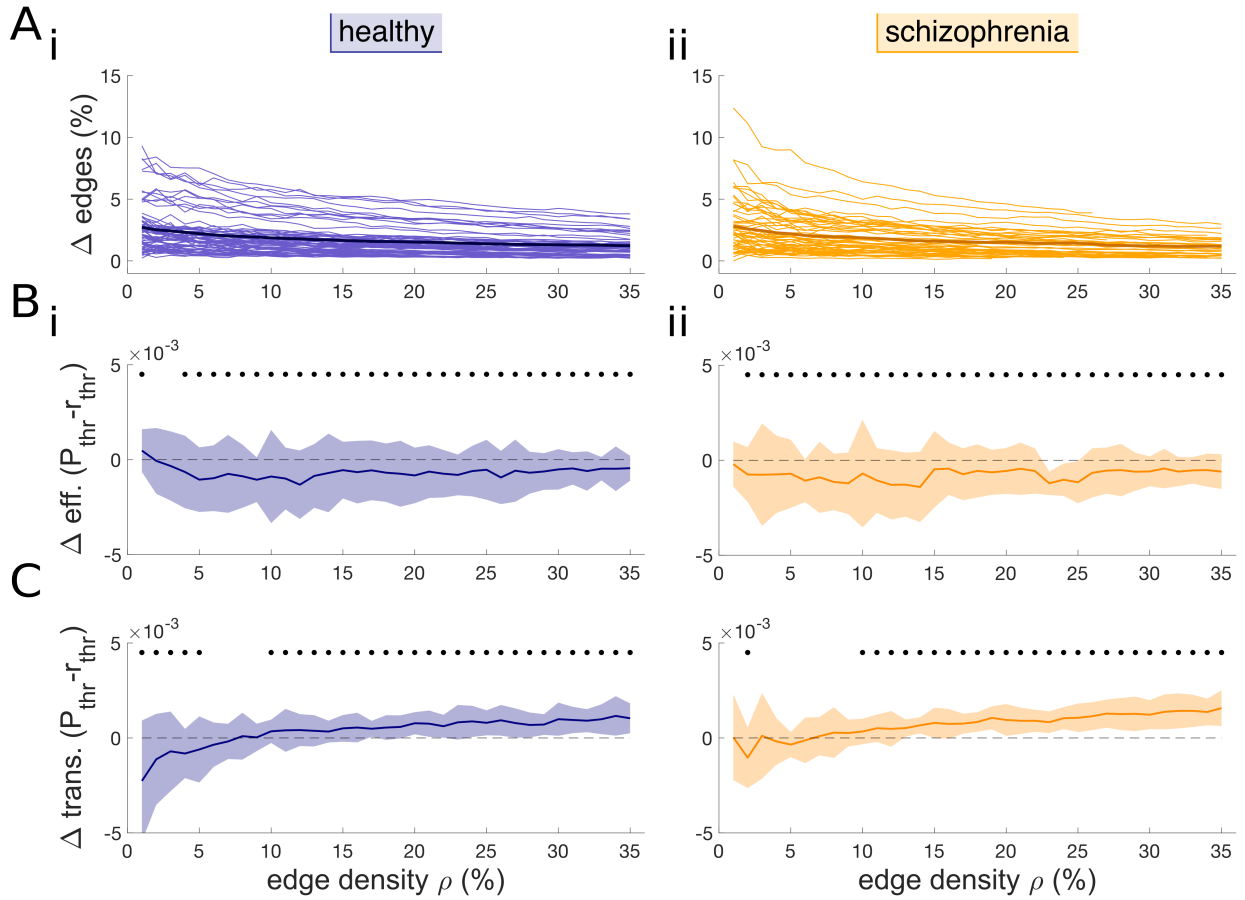 A
i
healthy
ii
schizophrenia
Δ edges (%)
15
10
5
0
0 5 10 15 20 25 30 35
15
10
5
0
0 5 10 15 20 25 30 35
B
i
ii
Δ eff. (P_thr-r_thr)
×10^-3
5
0
-5
0 5 10 15 20 25 30 35
×10^-3
5
0
-5
0 5 10 15 20 25 30 35
C
Δ trans. (P_thr-r_thr)
×10^-3
5
0
-5
0 5 10 15 20 25 30 35
edge density ρ (%)
×10^-3
5
0
-5
0 5 10 15 20 25 30 35
edge density ρ (%)